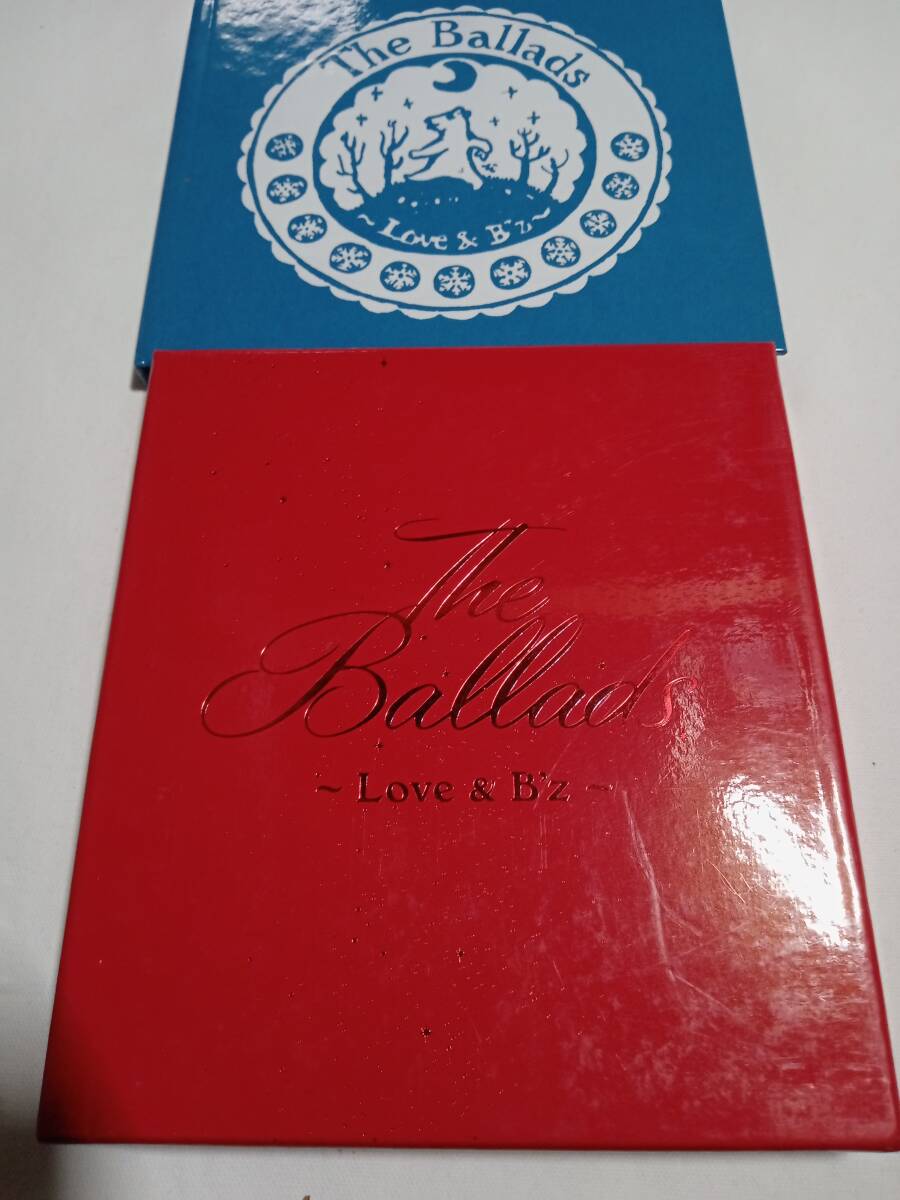 The Ballads
~ Love & B'z ~
The
Ballads
~ Love & B'z ~